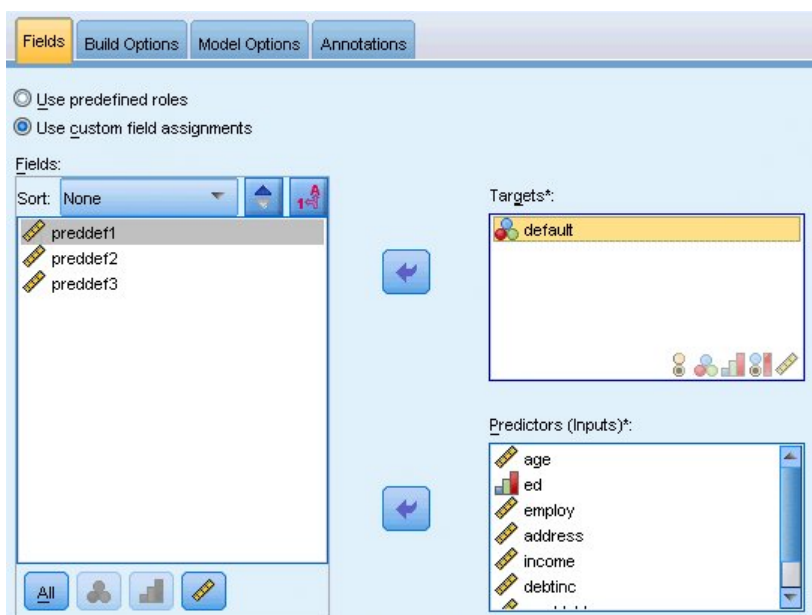 Fields Build Options Model Options Annotations
Use predefined roles
Use custom field assignments
Fields:
Sort: None
preddef1
preddef2
preddef3
All
Targets*:
default
Predictors (Inputs)*:
age
ed
employ
address
income
debtinc